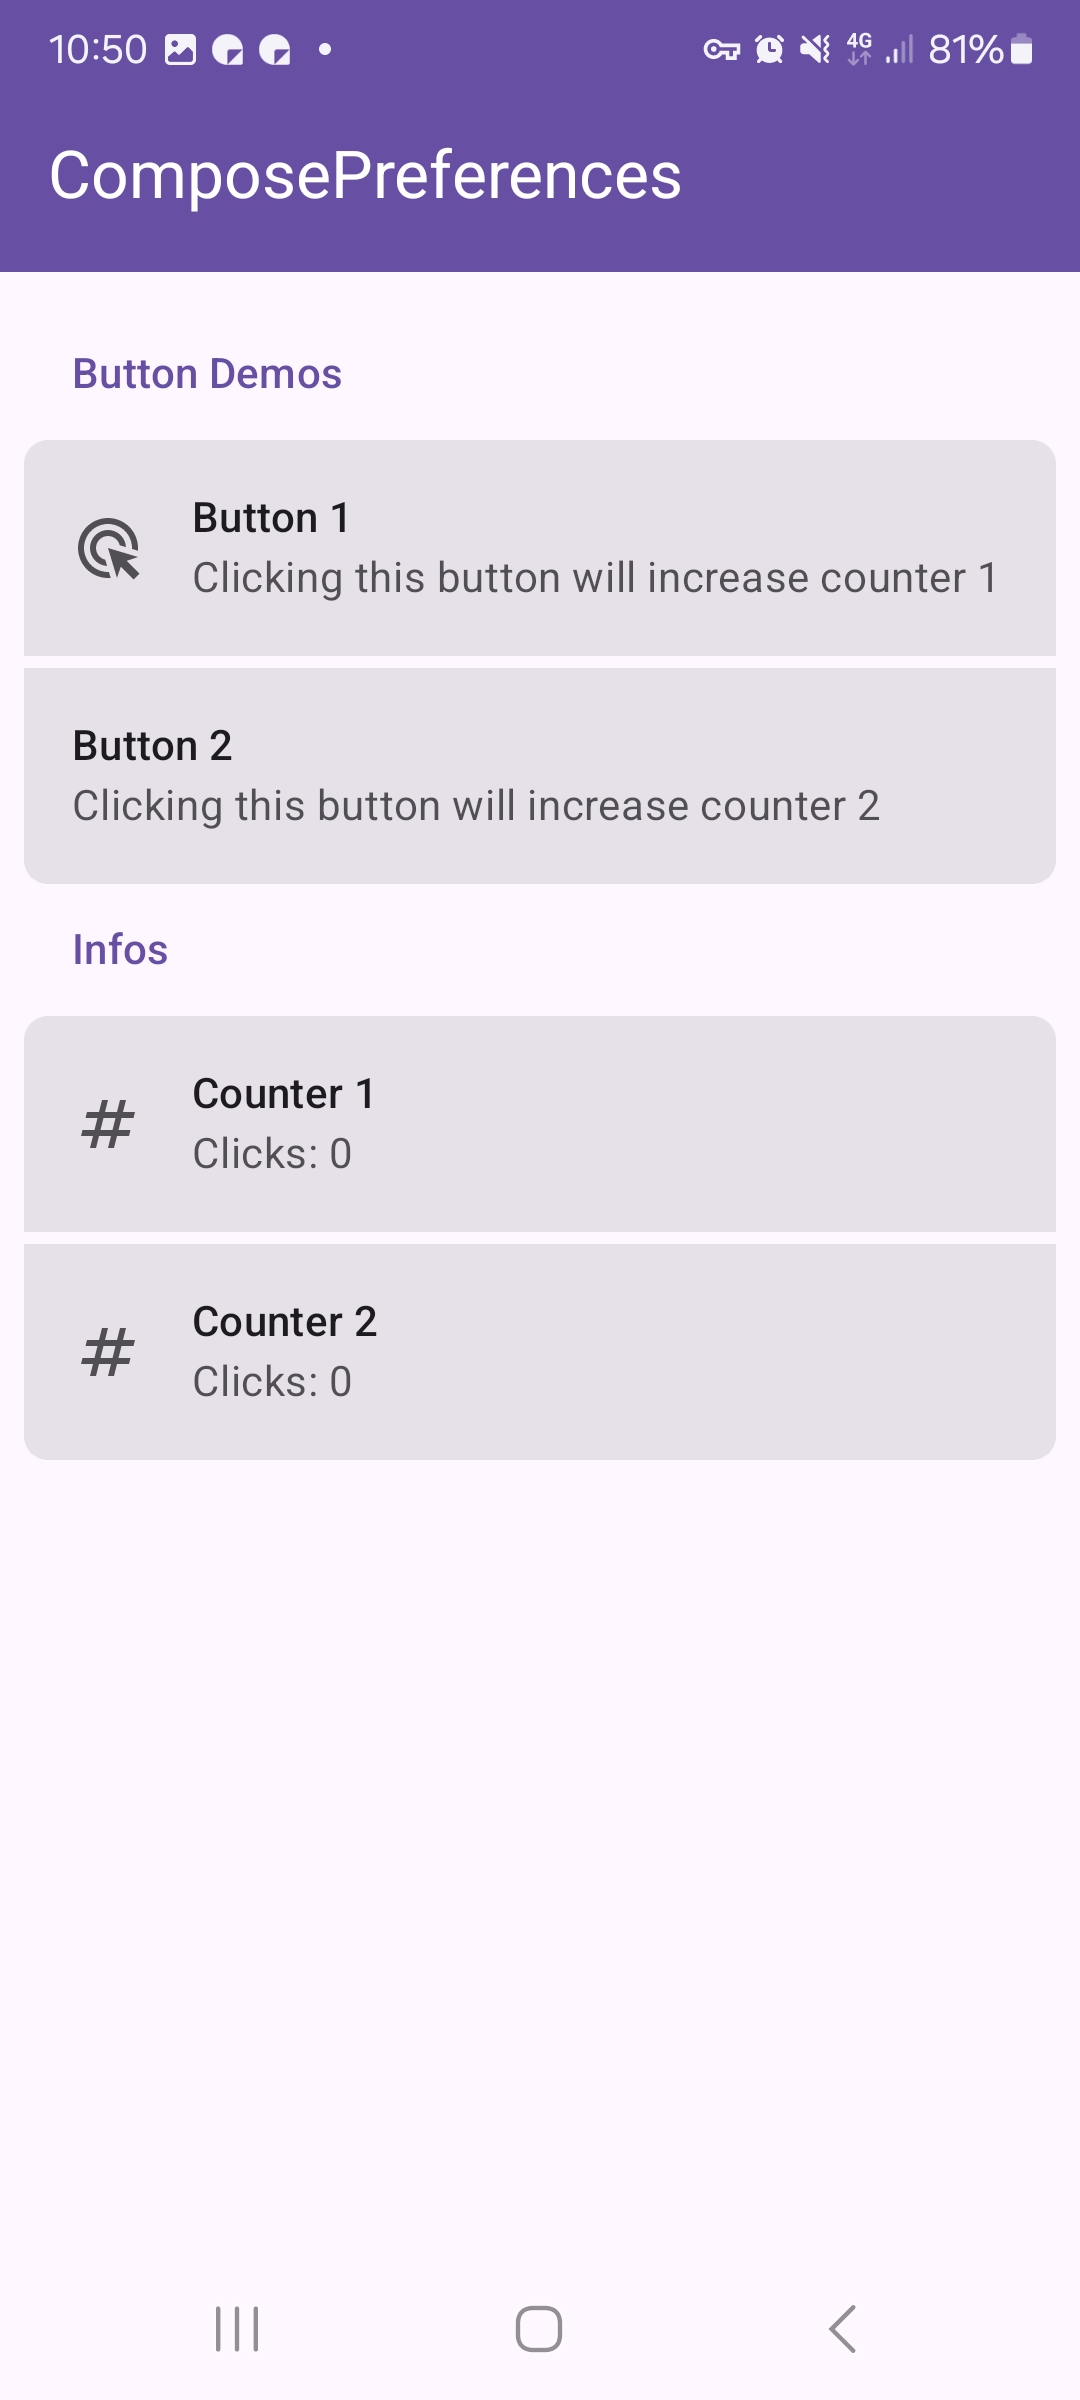 10:50
4G
81%
ComposePreferences
Button Demos
Button 1
Clicking this button will increase counter 1
Button 2
Clicking this button will increase counter 2
Infos
Counter 1
Clicks: 0
Counter 2
Clicks: 0